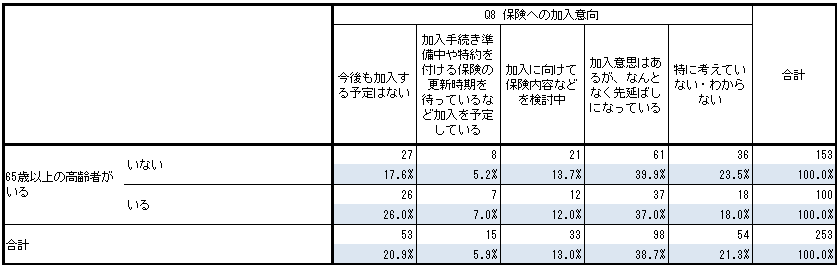 Q8 保険への加入意向
今後も加入す
る予定はない
加入手続き準
備中や特約を
付ける保険の
更新時期を
待っているな
ど加入を予定
している
加入に向けて
保険内容など
を検討中
加入意思はあ
るが、なんと
なく先延ばし
になっている
特に考えてい
ない・わから
ない
合計
65歳以上の高齢者が
いる
いない
27 8 21 61 36 153
17.6% 5.2% 13.7% 39.9% 23.5% 100.0%
いる
26 7 12 37 18 100
26.0% 7.0% 12.0% 37.0% 18.0% 100.0%
合計
53 15 33 98 54 253
20.9% 5.9% 13.0% 38.7% 21.3% 100.0%